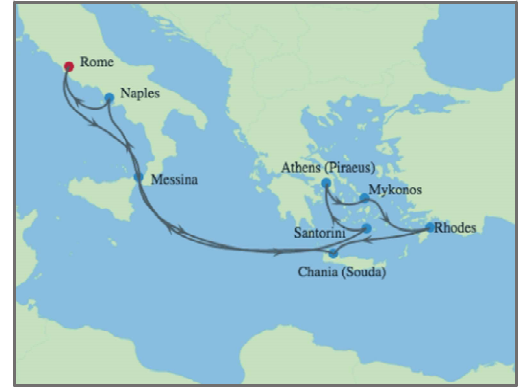 Rome
Naples
Messina
Athens (Piraeus)
Mykonos
Santorini
Rhodes
Chania (Souda)